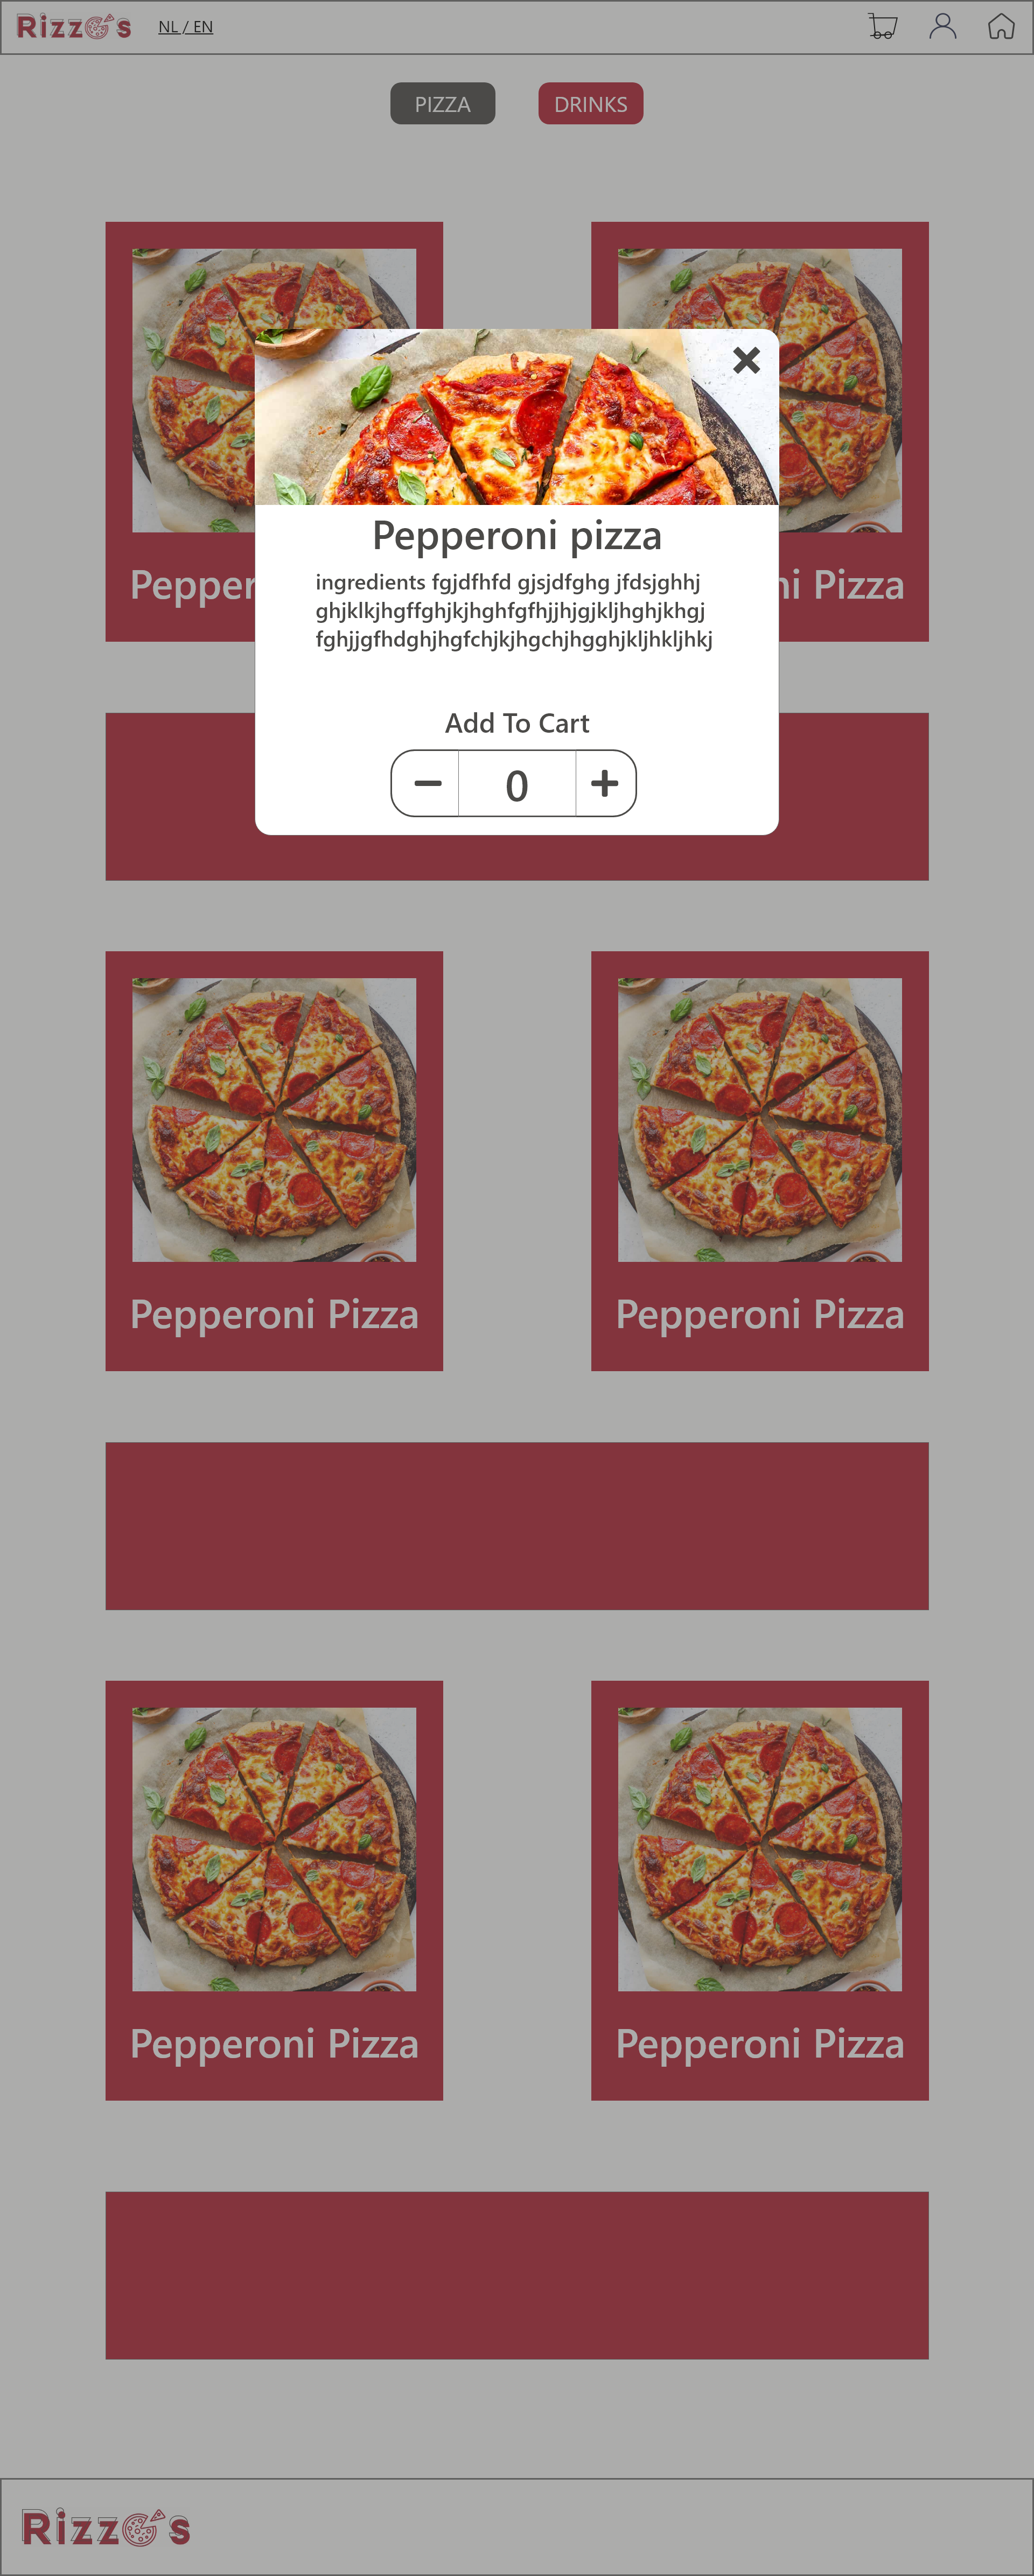 Rizzo's
NL / EN
PIZZA
DRINKS
Pepperoni pizza
ingredients fgjdfhfd gjsjdfghg jfdsjghhj
ghjklkjhgffghjkjhghfgfhjjhjgjkljhghjkhgj
fghjjgfhdghjhgfchjkjhgchjhgghjkljhkljhkj
Pepper
ni Pizza
Add To Cart
0
Pepperoni Pizza
Pepperoni Pizza
Pepperoni Pizza
Pepperoni Pizza
Rizzo's